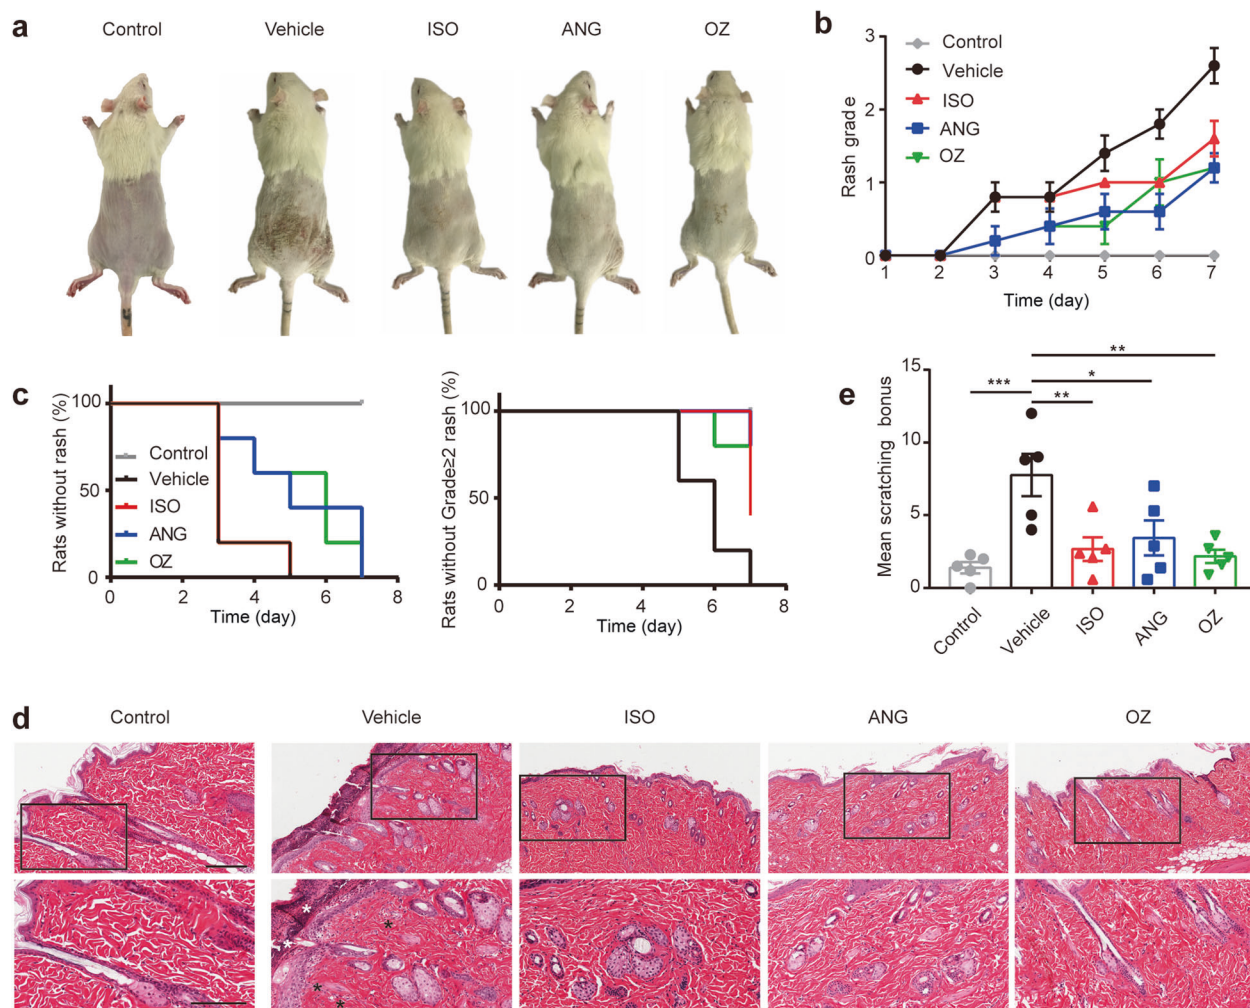 a
Control Vehicle ISO ANG OZ
b
Rash grade
3
2
1
0
Control
Vehicle
ISO
ANG
OZ
1 2 3 4 5 6 7
Time (day)
c
Rats without rash (%)
100
50
0
Control
Vehicle
ISO
ANG
OZ
0 2 4 6 8
Time (day)
Rats without Grade≥2 rash (%)
100
50
0
0 2 4 6 8
Time (day)
e
Mean scratching bonus
15
10
5
0
**
*
***
**
Control Vehicle ISO ANG OZ
d
Control Vehicle ISO ANG OZ
* * * * *